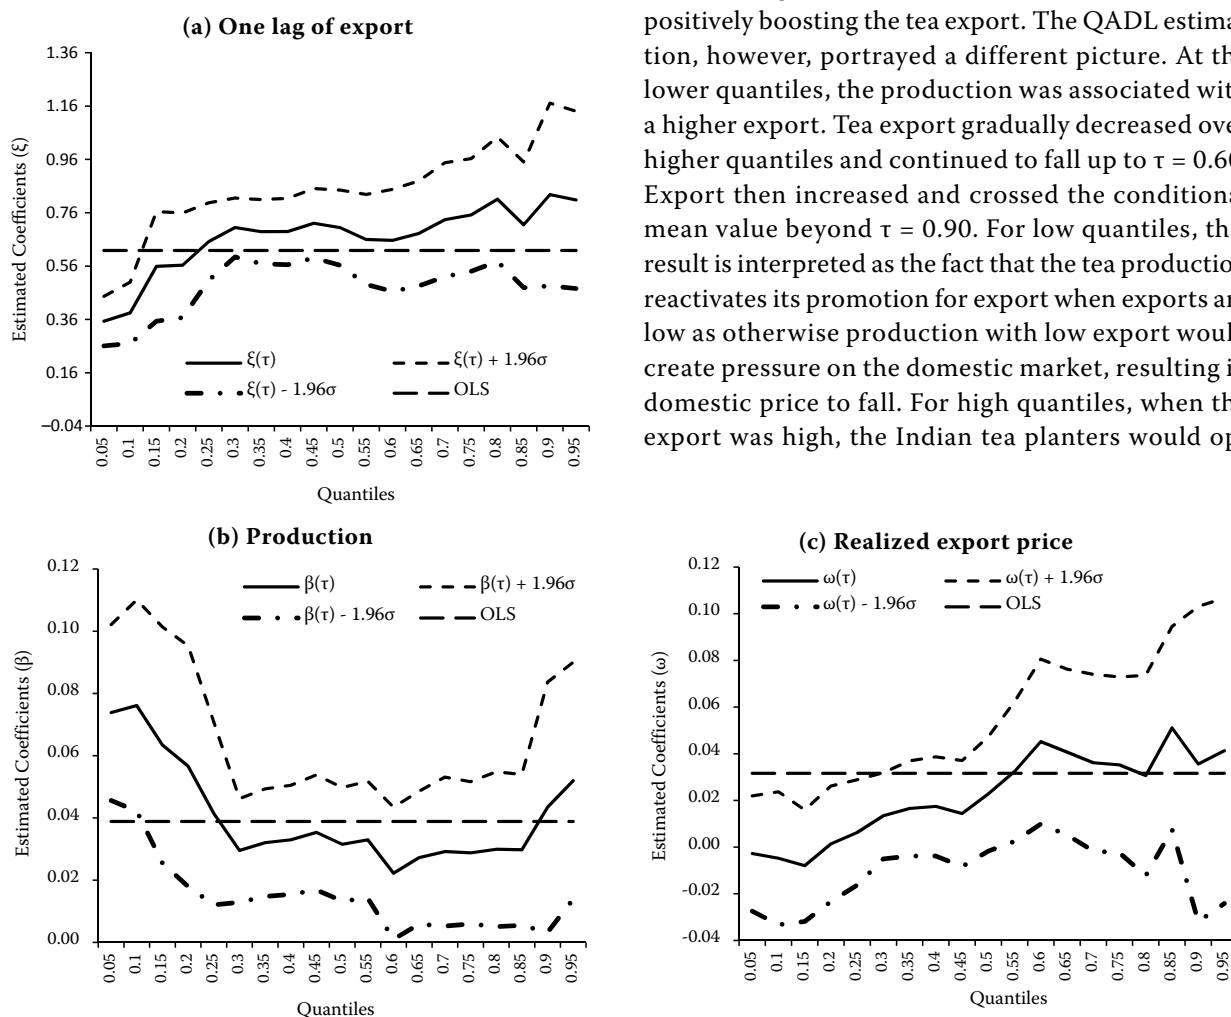 (a) One lag of export
1.36
1.16
0.96
0.76
0.56
0.36
0.16
−0.04
Estimated Coefficients (ξ)
ξ(τ)
ξ(τ) + 1.96σ
ξ(τ) - 1.96σ
OLS
0.05 0.1 0.15 0.2 0.25 0.3 0.35 0.4 0.45 0.5 0.55 0.6 0.65 0.7 0.75 0.8 0.85 0.9 0.95
Quantiles
positively boosting the tea export. The QADL estima
tion, however, portrayed a different picture. At th
lower quantiles, the production was associated wit
a higher export. Tea export gradually decreased ove
higher quantiles and continued to fall up to τ = 0.60
Export then increased and crossed the conditiona
mean value beyond τ = 0.90. For low quantiles, th
result is interpreted as the fact that the tea productio
reactivates its promotion for export when exports ar
low as otherwise production with low export woul
create pressure on the domestic market, resulting i
domestic price to fall. For high quantiles, when th
export was high, the Indian tea planters would op
(b) Production
0.12
0.10
0.08
0.06
0.04
0.02
0.00
Estimated Coefficients (β)
β(τ)
β(τ) + 1.96σ
β(τ) - 1.96σ
OLS
0.05 0.1 0.15 0.2 0.25 0.3 0.35 0.4 0.45 0.5 0.55 0.6 0.65 0.7 0.75 0.8 0.85 0.9 0.95
Quantiles
(c) Realized export price
0.12
0.10
0.08
0.06
0.04
0.02
0.00
-0.02
-0.04
Estimated Coefficients (ω)
ω(τ)
ω(τ) + 1.96σ
ω(τ) - 1.96σ
OLS
0.05 0.1 0.15 0.2 0.25 0.3 0.35 0.4 0.45 0.5 0.55 0.6 0.65 0.7 0.75 0.8 0.85 0.9 0.95
Quantiles